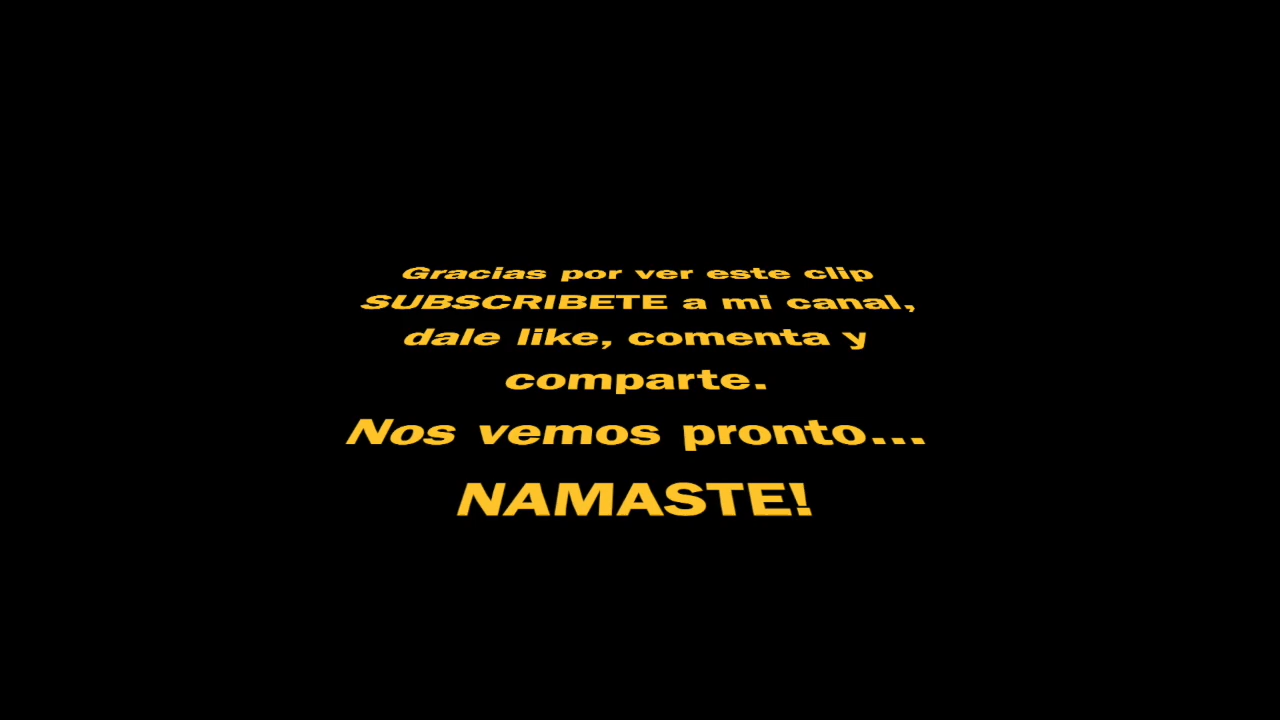 Gracias por ver este clip
SUBSCRIBETE a mi canal,
dale like, comenta y
comparte.
Nos vemos pronto...
NAMASTE!